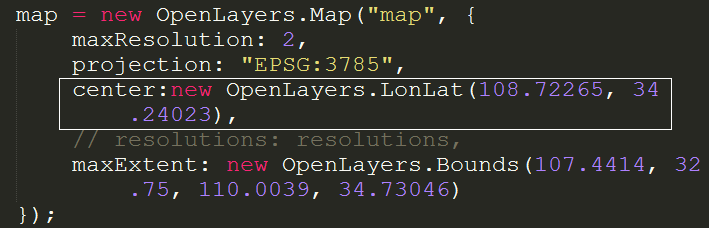 map = new OpenLayers.Map("map", {
maxResolution: 2,
projection: "EPSG:3785",
center:new OpenLayers.LonLat(108.72265, 34
.24023),
// resolutions: resolutions,
maxExtent: new OpenLayers.Bounds(107.4414, 32
.75, 110.0039, 34.73046)
});